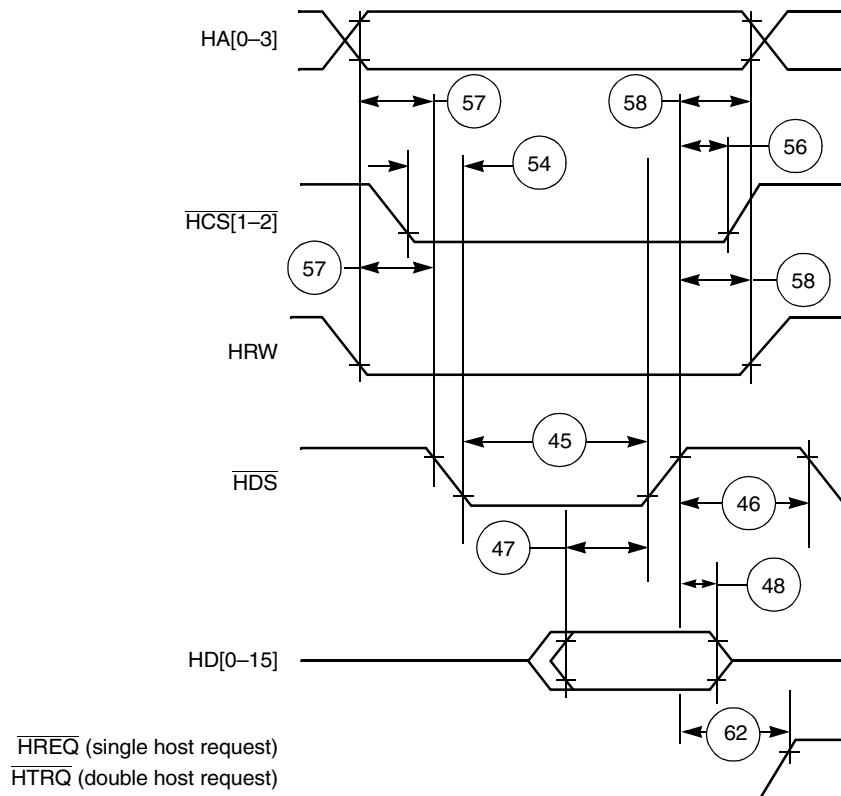 HA[0–3]
57
58
56
54
HCS[1–2]
57
58
HRW
45
HDS
46
47
48
HD[0–15]
62
HREQ (single host request)
HTRQ (double host request)